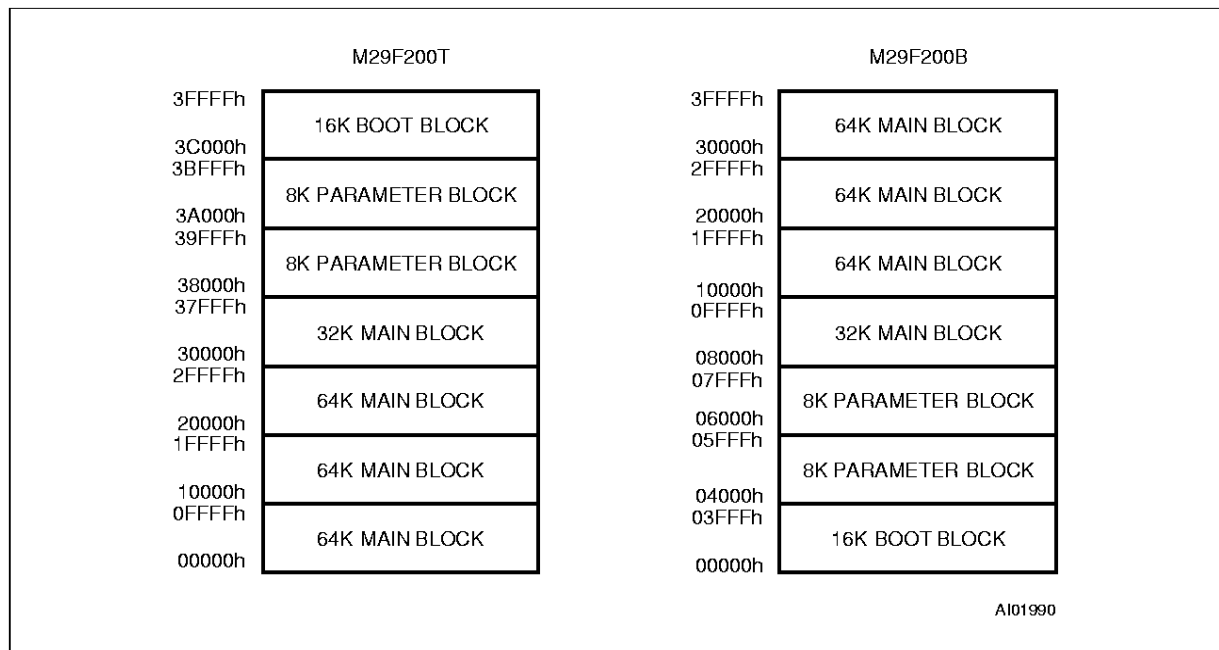 M29F200T
3FFFFh
16K BOOT BLOCK
3C000h
3BFFFh
8K PARAMETER BLOCK
3A000h
39FFFh
8K PARAMETER BLOCK
38000h
37FFFh
32K MAIN BLOCK
30000h
2FFFFh
64K MAIN BLOCK
20000h
1FFFFh
64K MAIN BLOCK
10000h
0FFFFh
64K MAIN BLOCK
00000h
M29F200B
3FFFFh
64K MAIN BLOCK
30000h
2FFFFh
64K MAIN BLOCK
20000h
1FFFFh
64K MAIN BLOCK
10000h
0FFFFh
32K MAIN BLOCK
08000h
07FFFh
8K PARAMETER BLOCK
06000h
05FFFh
8K PARAMETER BLOCK
04000h
03FFFh
16K BOOT BLOCK
00000h
AI01990